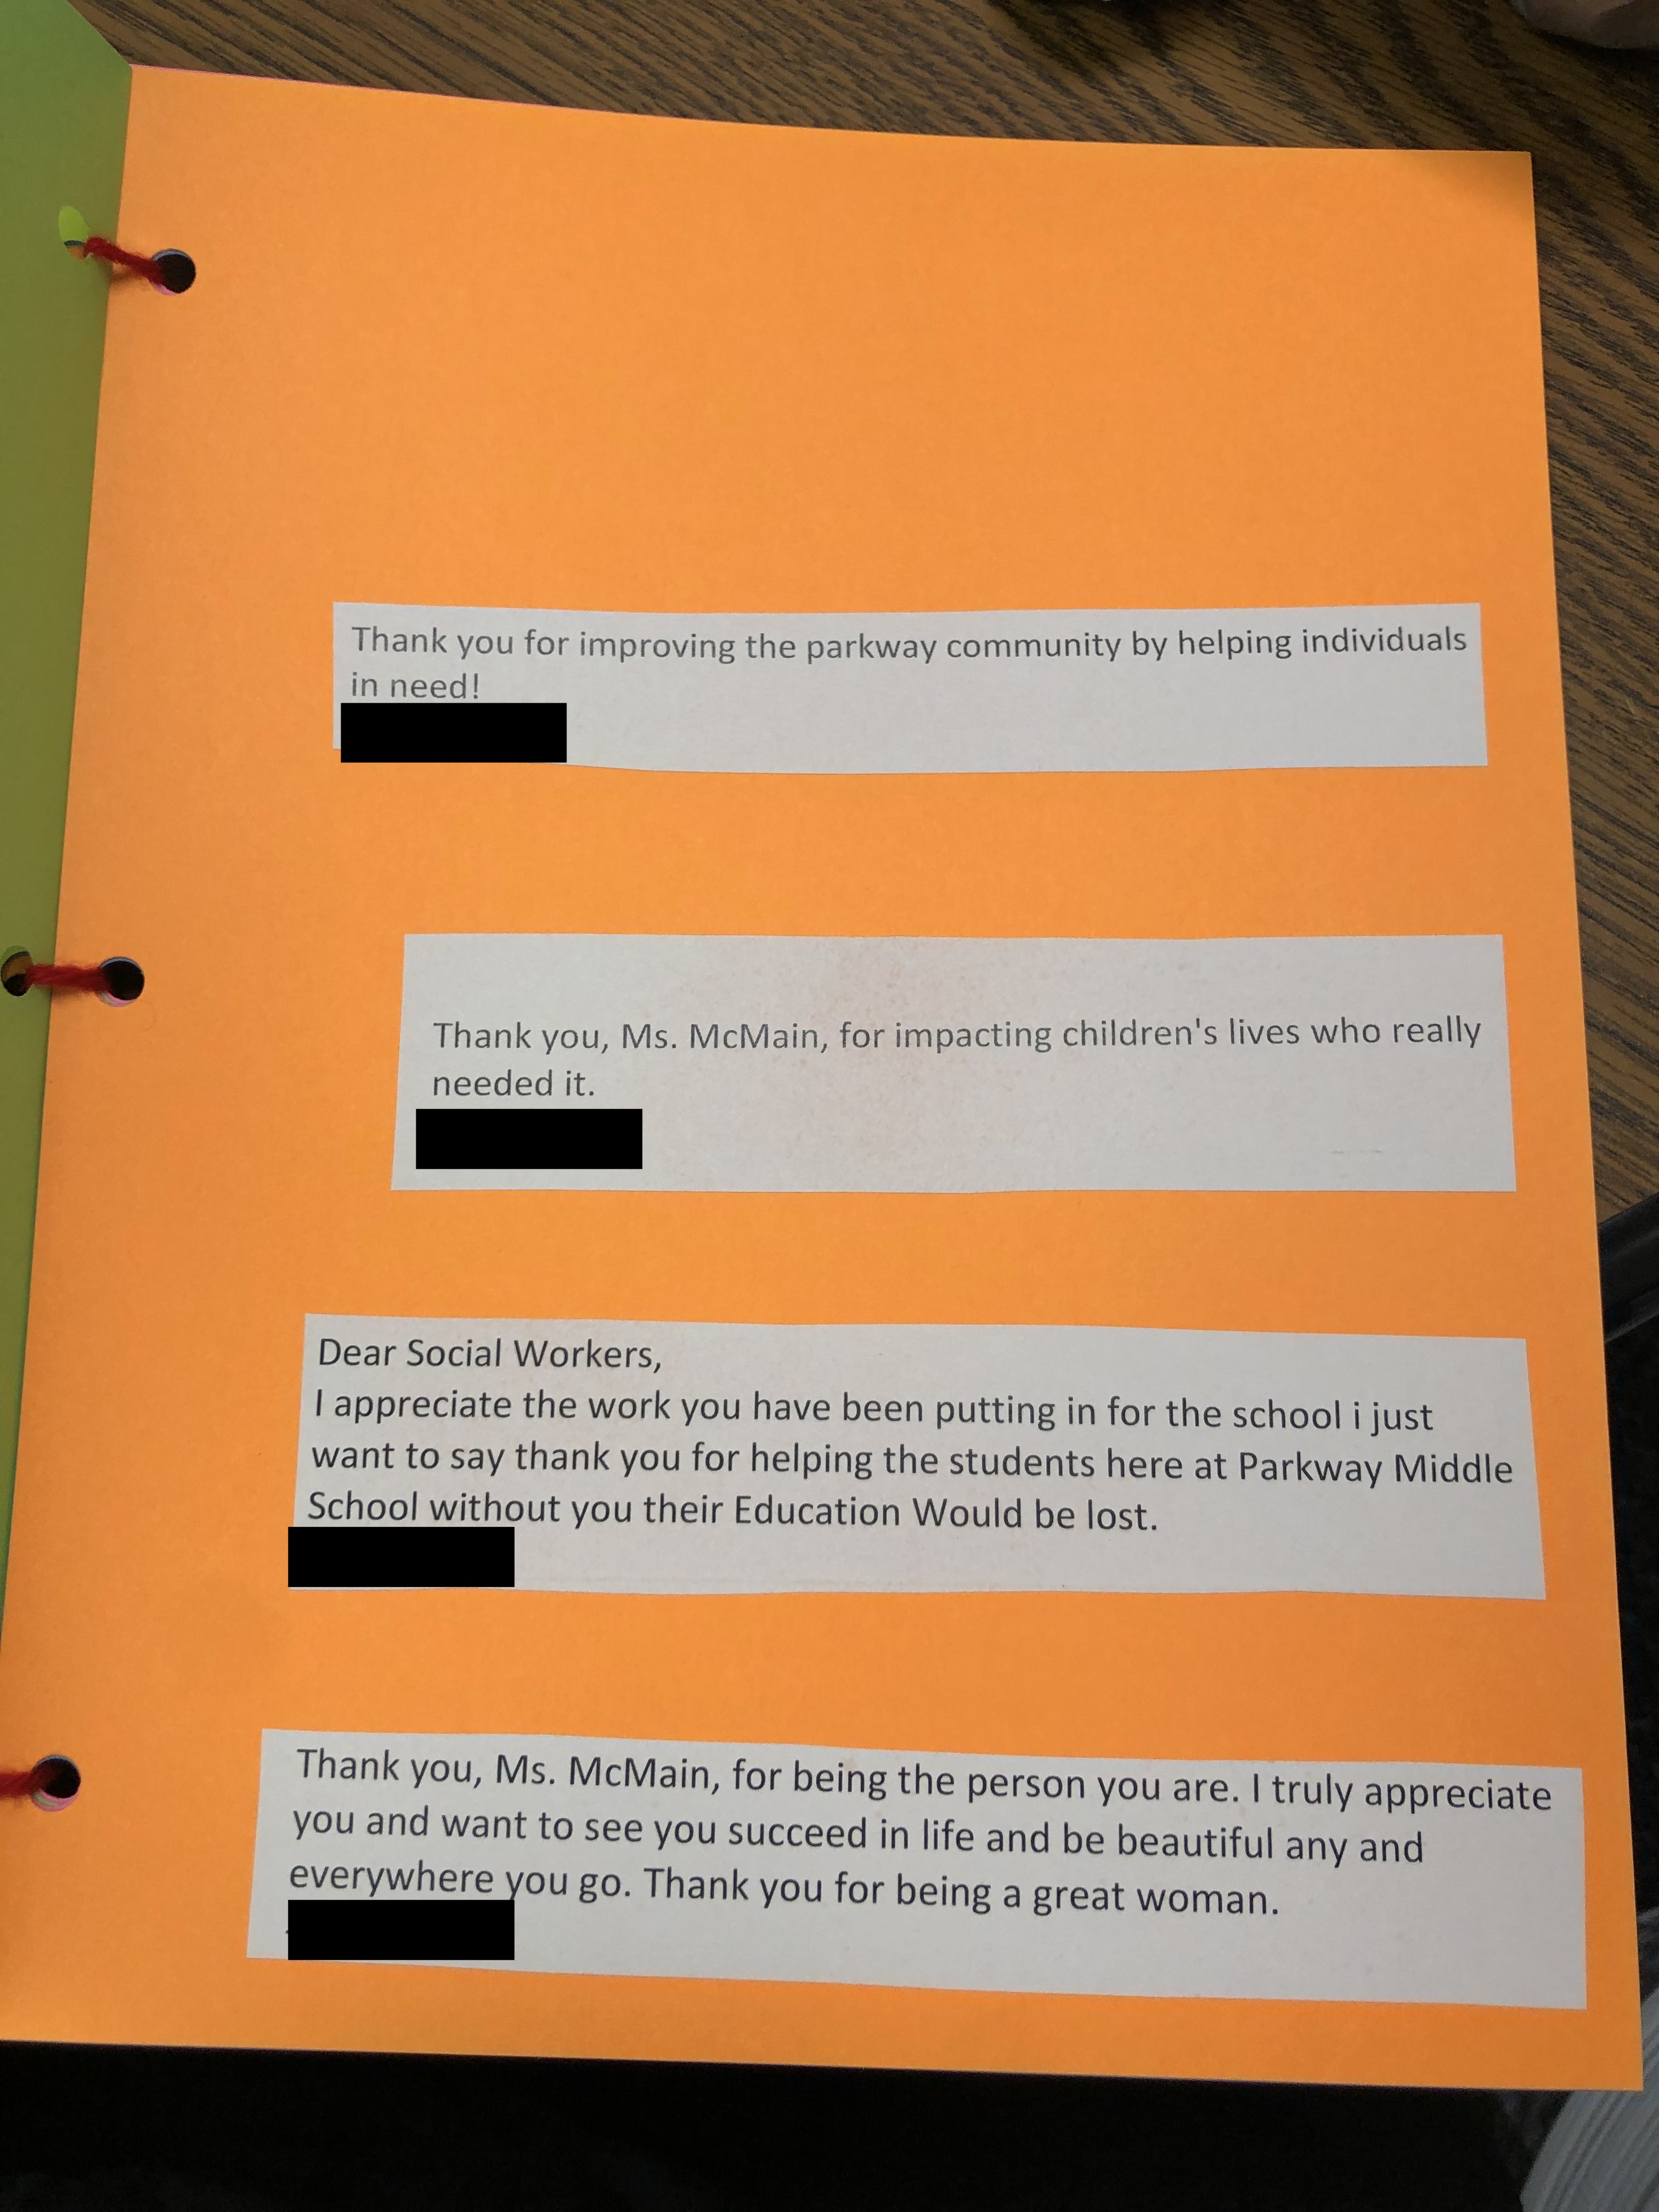 Thank you for improving the parkway community by helping individuals
in need!
Thank you, Ms. McMain, for impacting children's lives who really
needed it.
Dear Social Workers,
I appreciate the work you have been putting in for the school i just
want to say thank you for helping the students here at Parkway Middle
School without you their Education Would be lost.
Thank you, Ms. McMain, for being the person you are. I truly appreciate
you and want to see you succeed in life and be beautiful any and
everywhere you go. Thank you for being a great woman.